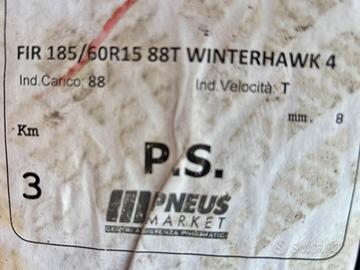 FIR 185/60R15 88T WINTERHAWK 4
Ind.Carico: 88 Ind.Velocità: T
mm. 8
Km
P.S.
3
PNEUS
MARKET
CENTRI ASSISTENZA PNEUMATICI